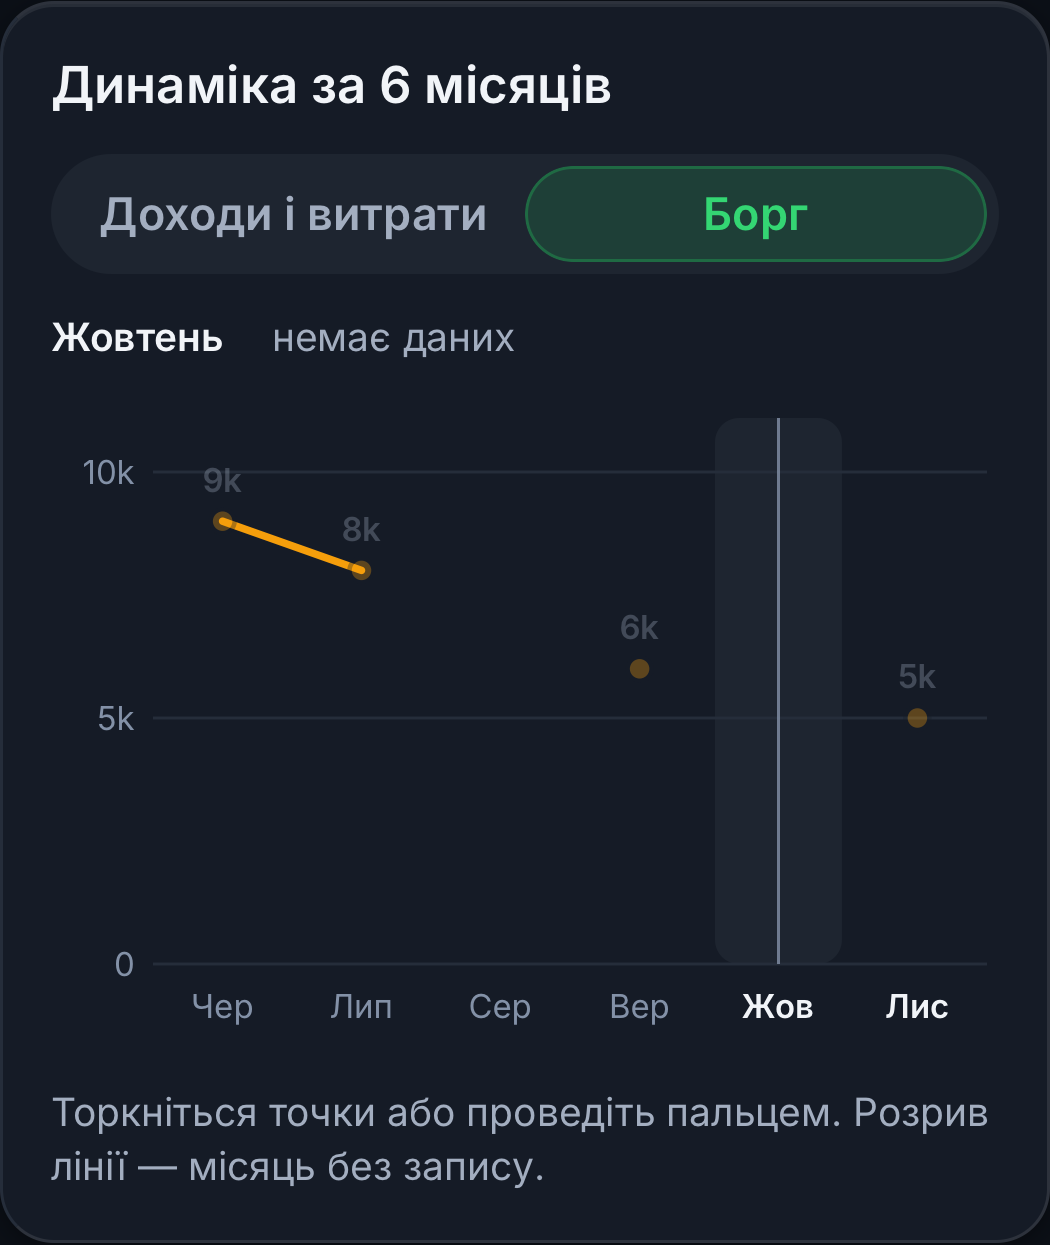 Динаміка за 6 місяців
Доходи і витрати
Борг
Жовтень немає даних
10k
9k
8k
6k
5k
5k
0
Чер Лип Сер Вер Жов Лис
Торкніться точки або проведіть пальцем. Розрив
лінії — місяць без запису.